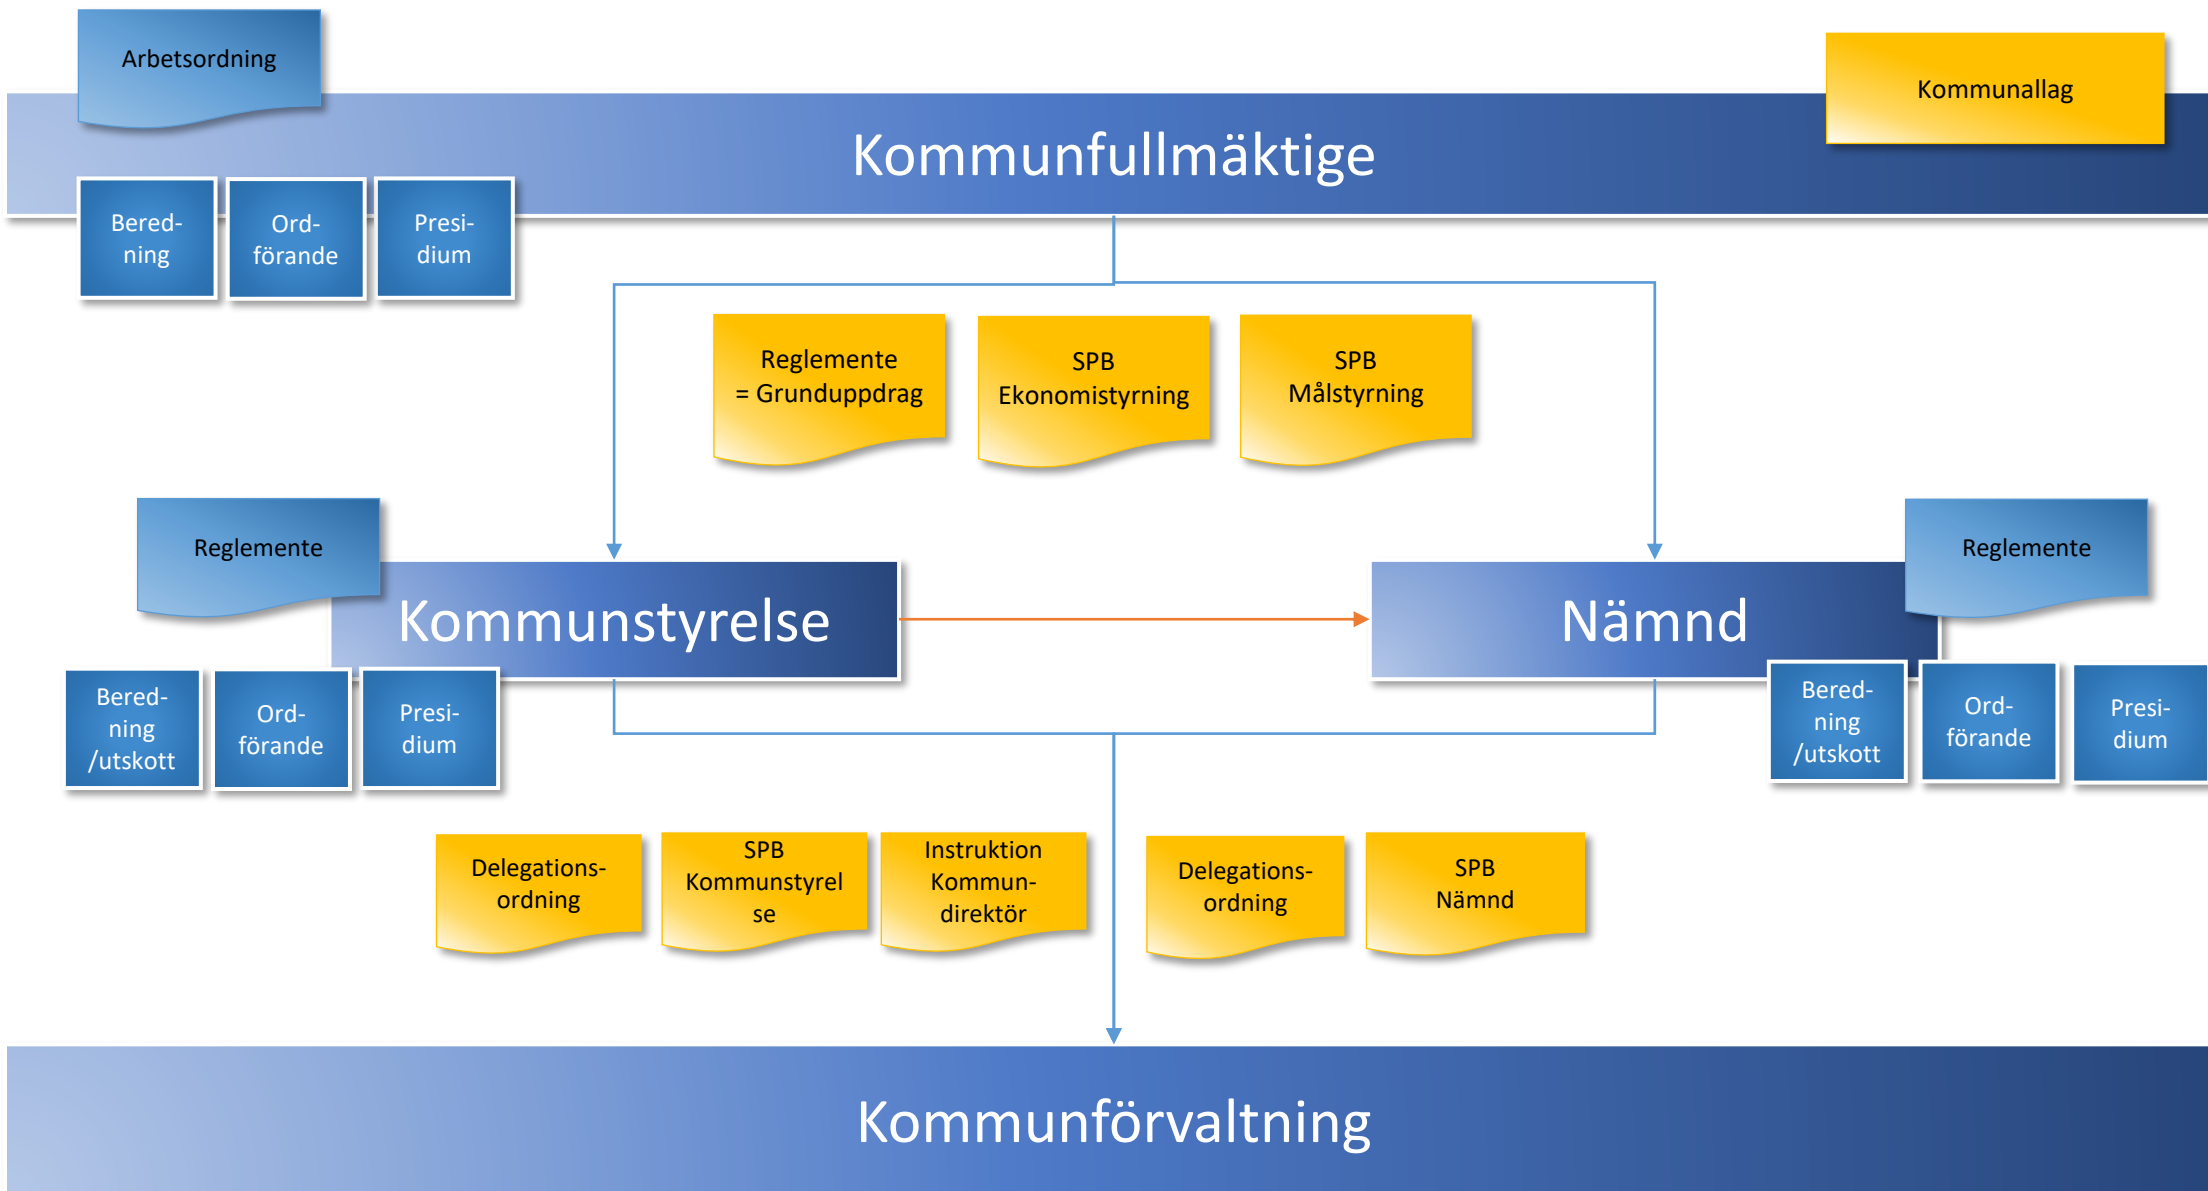 Arbetsordning
Kommunallag
Kommunfullmäktige
Bered-
ning
Ord-
förande
Presi-
dium
Reglemente
= Grunduppdrag
SPB
Ekonomistyrning
SPB
Målstyrning
Reglemente
Reglemente
Kommunstyrelse
Nämnd
Bered-
ning
/utskott
Ord-
förande
Presi-
dium
Bered-
ning
/utskott
Ord-
förande
Presi-
dium
Delegations-
ordning
SPB
Kommunstyrel
se
Instruktion
Kommun-
direktör
Delegations-
ordning
SPB
Nämnd
Kommunförvaltning